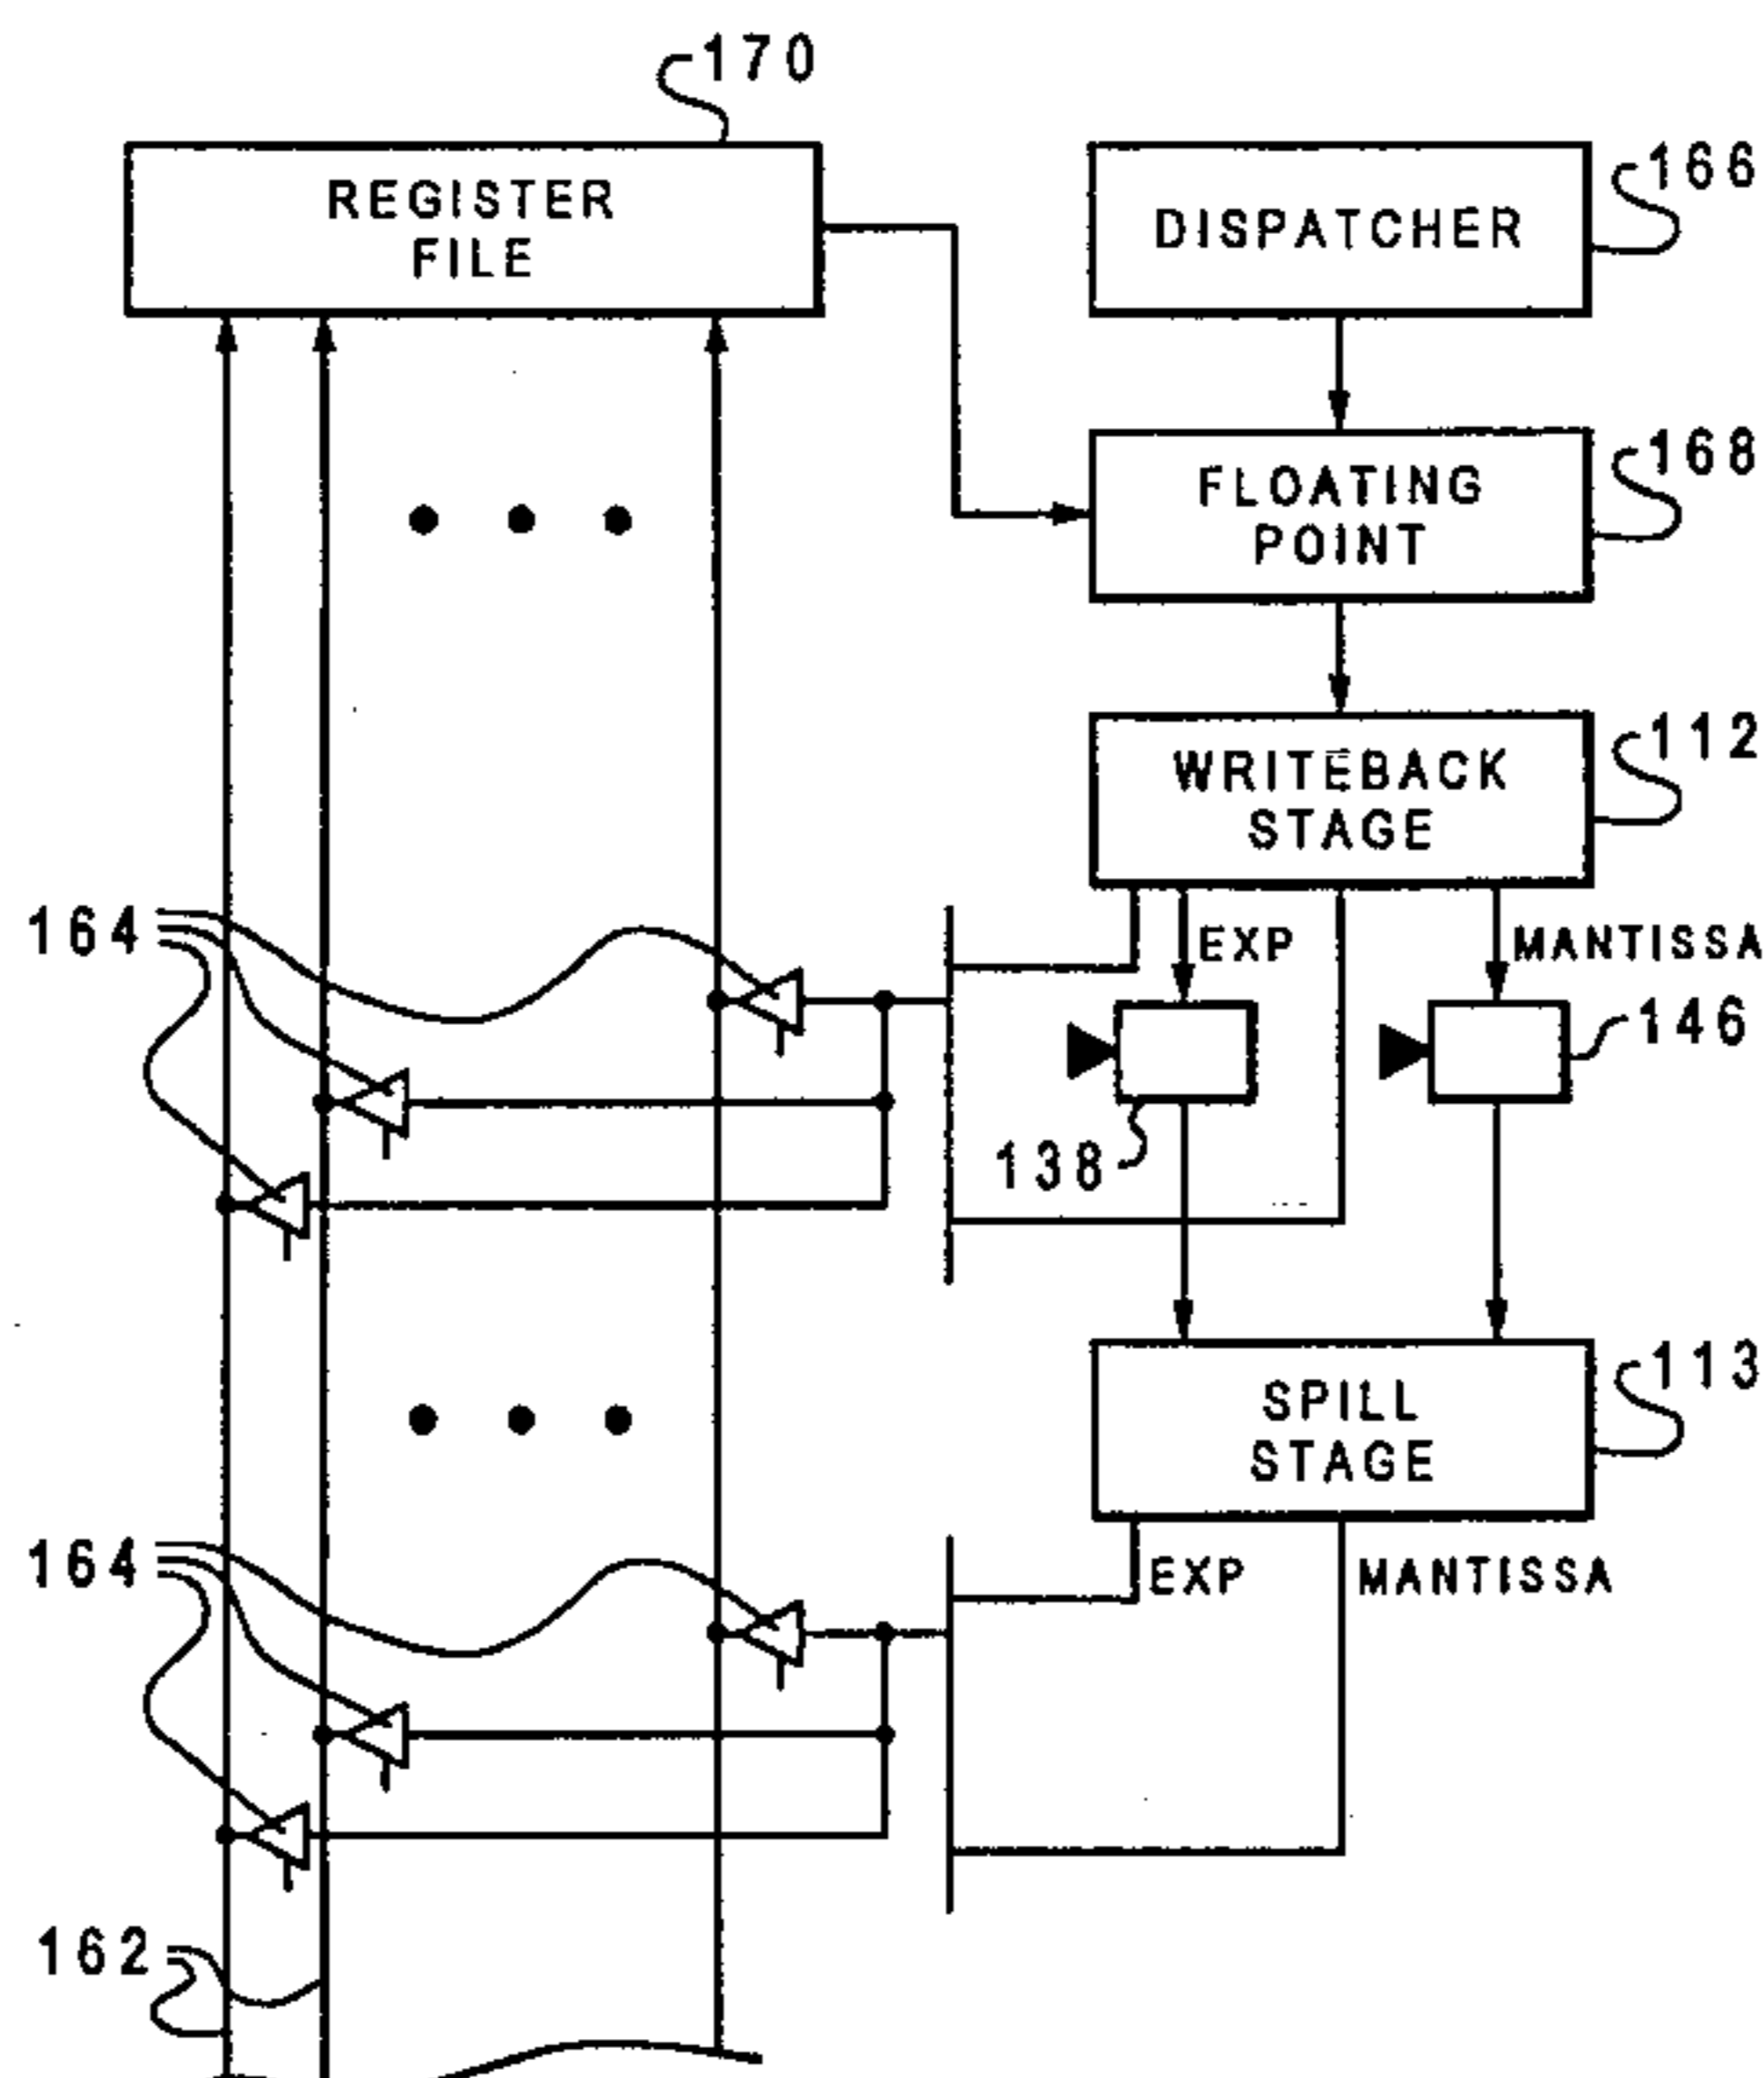 170
REGISTER
FILE
166
DISPATCHER
168
FLOATING
POINT
112
WRITEBACK
STAGE
164
EXP
MANTISSA
146
138
113
SPILL
STAGE
164
EXP
MANTISSA
162